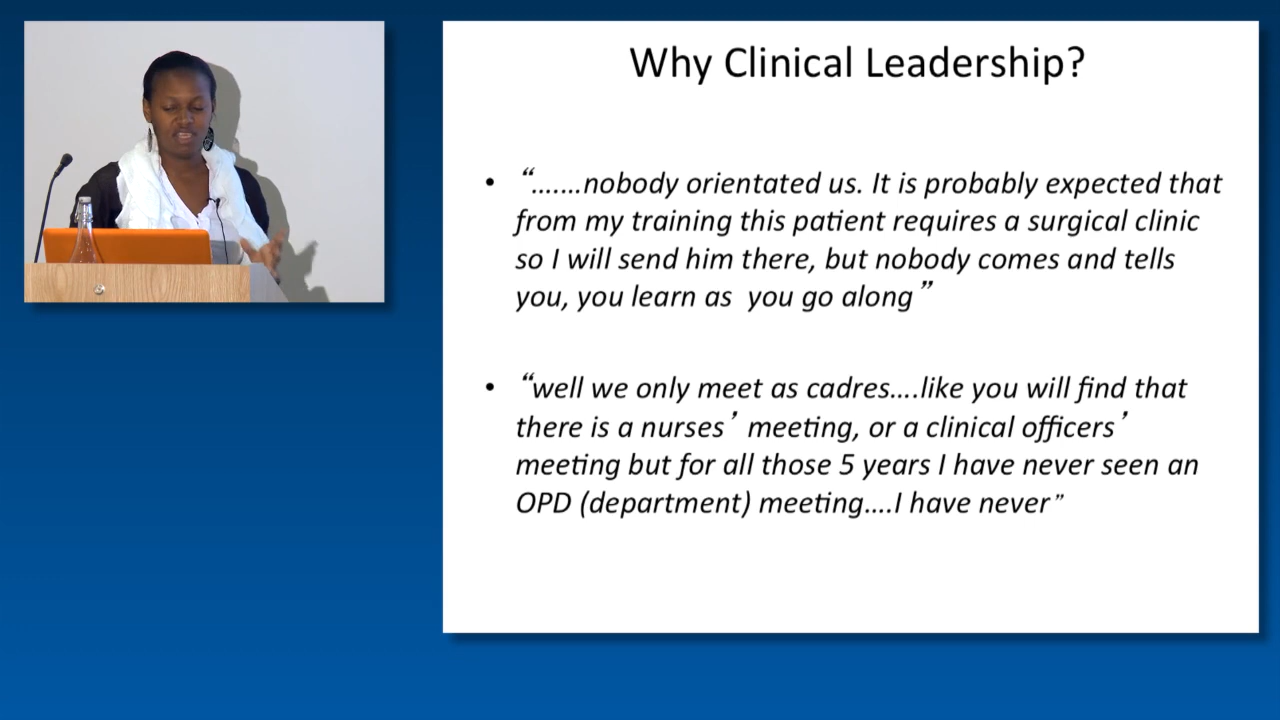 Why Clinical Leadership?
• “.......nobody orientated us. It is probably expected that
from my training this patient requires a surgical clinic
so I will send him there, but nobody comes and tells
you, you learn as  you go along”
• “well we only meet as cadres....like you will find that
there is a nurses’ meeting, or a clinical officers’
meeting but for all those 5 years I have never seen an
OPD (department) meeting....I have never”